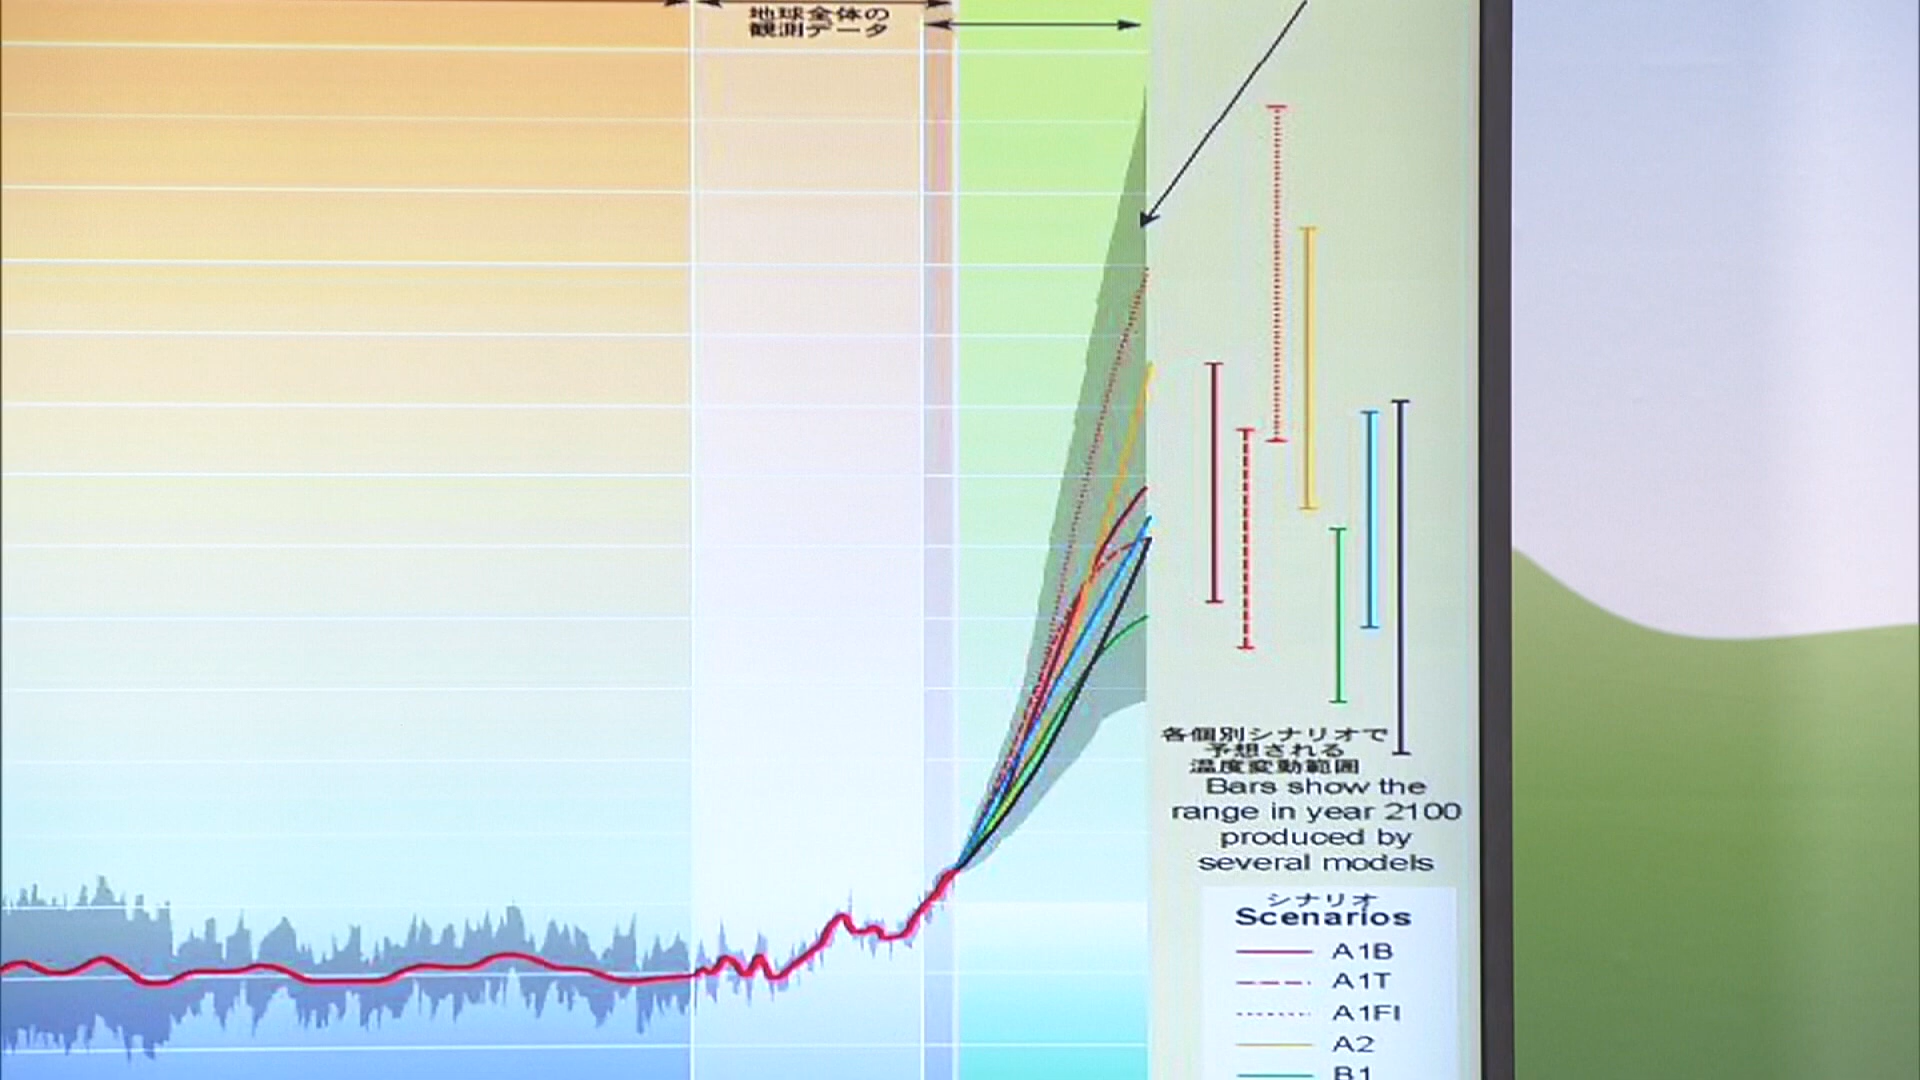 地球全体の
観測データ
各個別シナリオで
予想される
温度変動範囲
Bars show the
range in year 2100
produced by
several models
シナリオ
Scenarios
A1B
A1T
A1FI
A2
B1